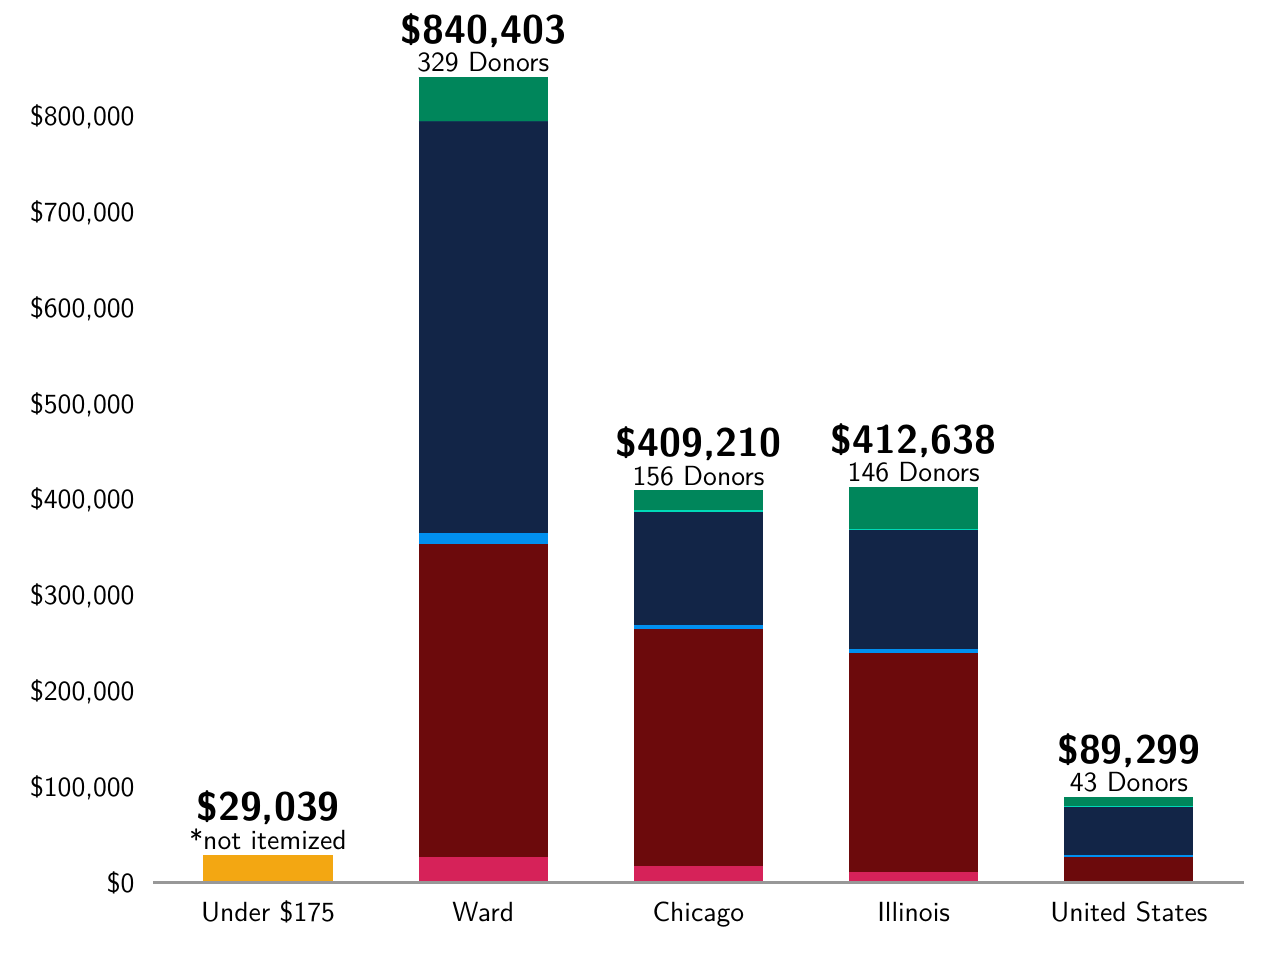 $840,403
329 Donors
$800,000
$700,000
$600,000
$500,000
$409,210
156 Donors
$412,638
146 Donors
$400,000
$300,000
$200,000
$89,299
43 Donors
$100,000
$29,039
*not itemized
$0
Under $175
Ward
Chicago
Illinois
United States